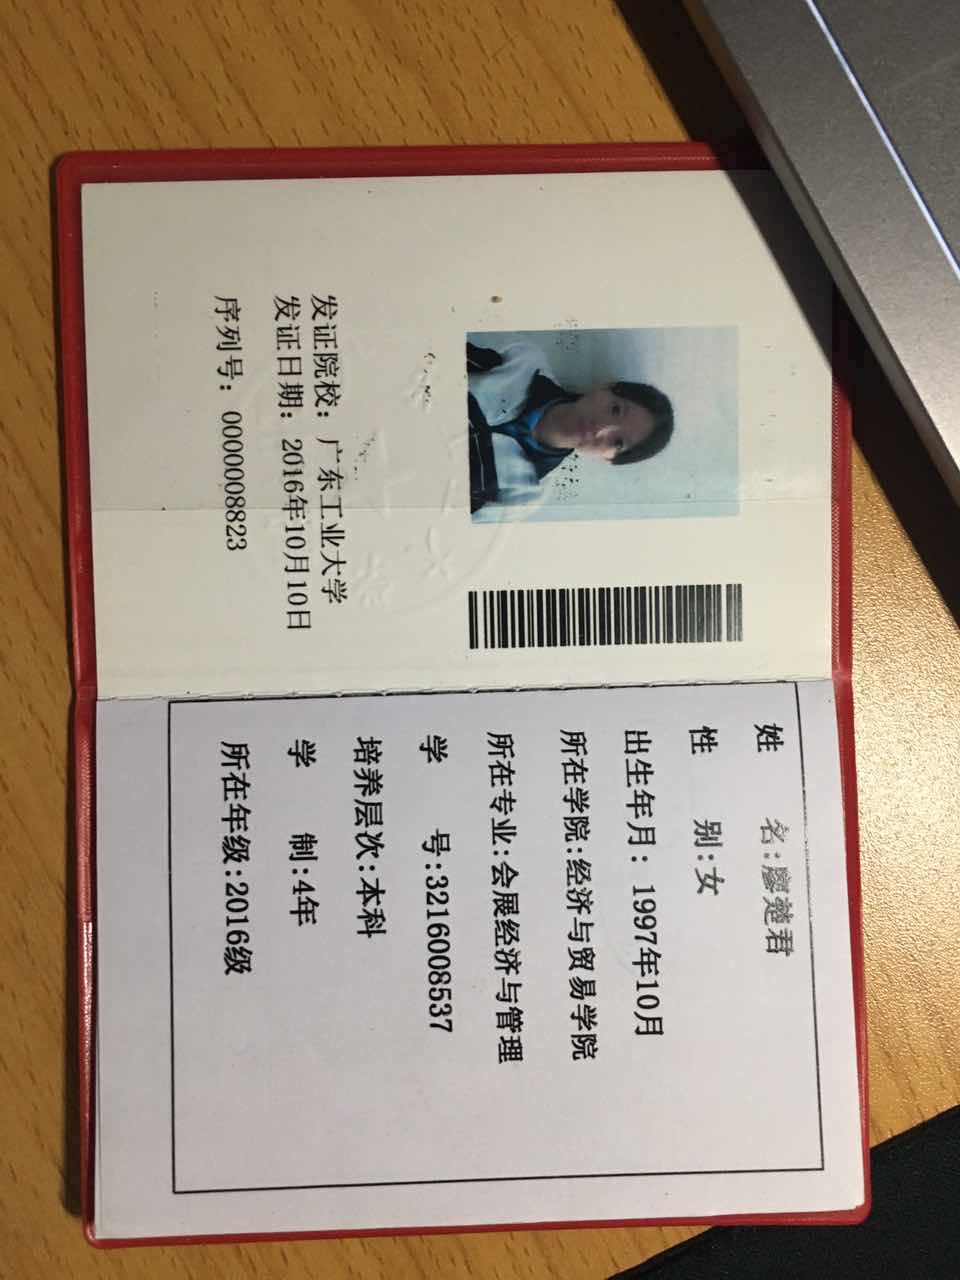 发证院校：广东工业大学
发证日期：2016年10月10日
序列号：000008823
姓 名:廖楚君
性 别:女
出生年月：1997年10月
所在学院:经济与贸易学院
所在专业:会展经济与管理
学 号:3216008537
培养层次:本科
学 制:4年
所在年级:2016级